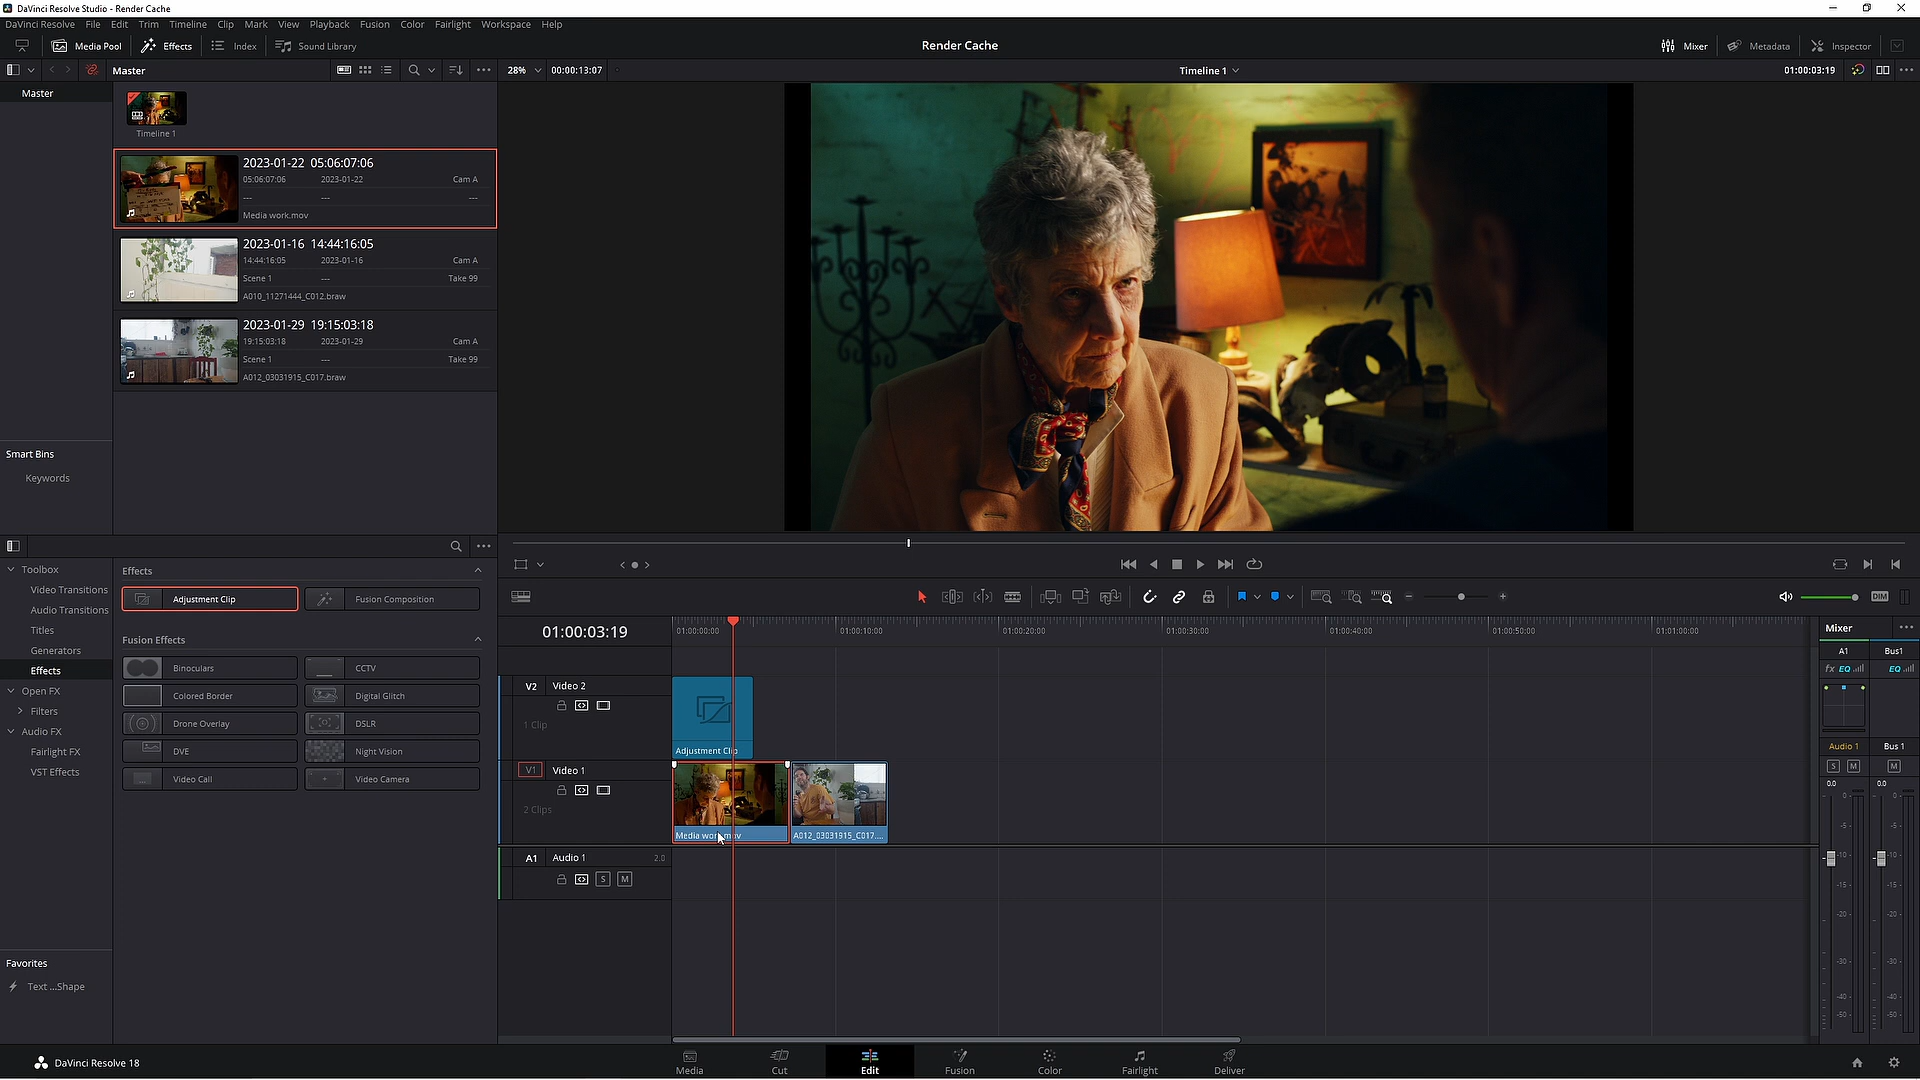 DaVinci Resolve Studio - Render Cache
DaVinci Resolve File Edit Trim Timeline Clip Mark View Playback Fusion Color Fairlight Workspace Help
Media Pool Effects Index Sound Library Render Cache Mixer Metadata Inspector
Master 28% 00:00:13:07 Timeline 1 01:00:03:19
Master
Timeline 1
2023-01-22 05:06:07:06
05:06:07:06 2023-01-22 Cam A
--- --- ---
Media work.mov
2023-01-16 14:44:16:05
14:44:16:05 2023-01-16 Cam A
Scene 1 --- Take 99
A010_11271444_C012.braw
2023-01-29 19:15:03:18
19:15:03:18 2023-01-29 Cam A
Scene 1 --- Take 99
A012_03031915_C017.braw
Smart Bins
Keywords
Toolbox
Video Transitions
Audio Transitions
Titles
Generators
Effects
Open FX
Filters
Audio FX
Fairlight FX
VST Effects
Favorites
Text ...Shape
Effects
Adjustment Clip Fusion Composition
Fusion Effects
Binoculars CCTV
Colored Border Digital Glitch
Drone Overlay DSLR
DVE Night Vision
Video Call Video Camera
DIM
01:00:03:19 01:00:00:00 01:00:10:00 01:00:20:00 01:00:30:00 01:00:40:00 01:00:50:00 01:01:00:00
V2 Video 2
1 Clip
Adjustment Clip
V1 Video 1
2 Clips
Media work.mov A012_03031915_C017....
A1 Audio 1 2.0
S M
Mixer
A1 Bus1
fx EQ EQ
Audio 1 Bus 1
S M M
0.0 0.0
0- 0-
-5- -5-
-10- -10-
-15- -15-
-20- -20-
-30- -30-
-40- -40-
-50- -50-
DaVinci Resolve 18
Media Cut Edit Fusion Color Fairlight Deliver